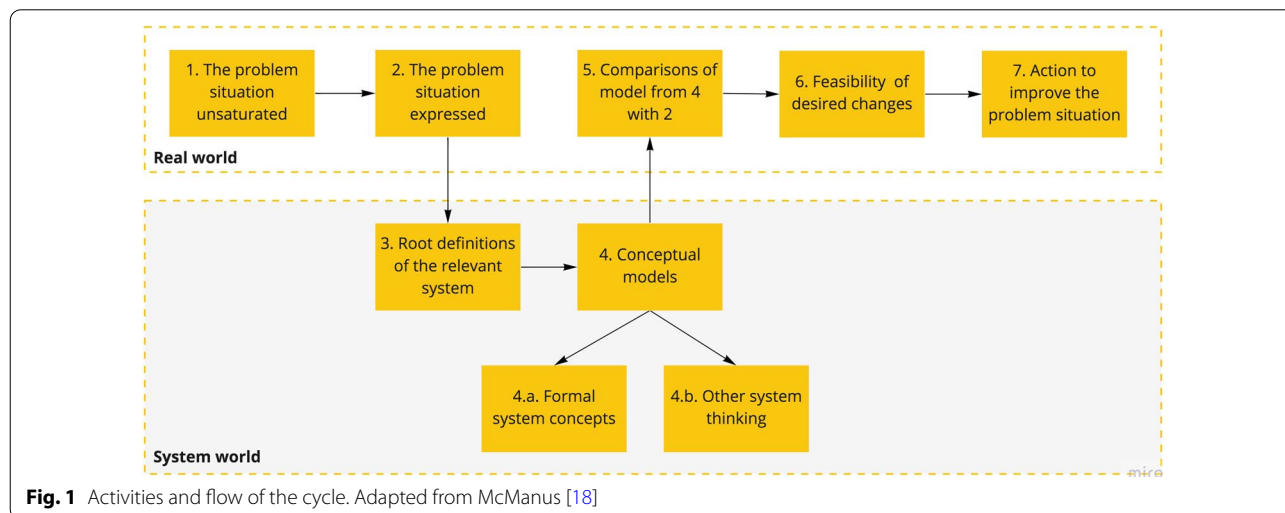 1. The problem
situation
unsaturated
2. The problem
situation
expressed
5. Comparisons of
model from 4
with 2
6. Feasibility of
desired changes
7. Action to
improve the
problem situation
Real world
3. Root definitions
of the relevant
system
4. Conceptual
models
4.a. Formal
system concepts
4.b. Other system
thinking
System world
miro
Fig. 1 Activities and flow of the cycle. Adapted from McManus [18]